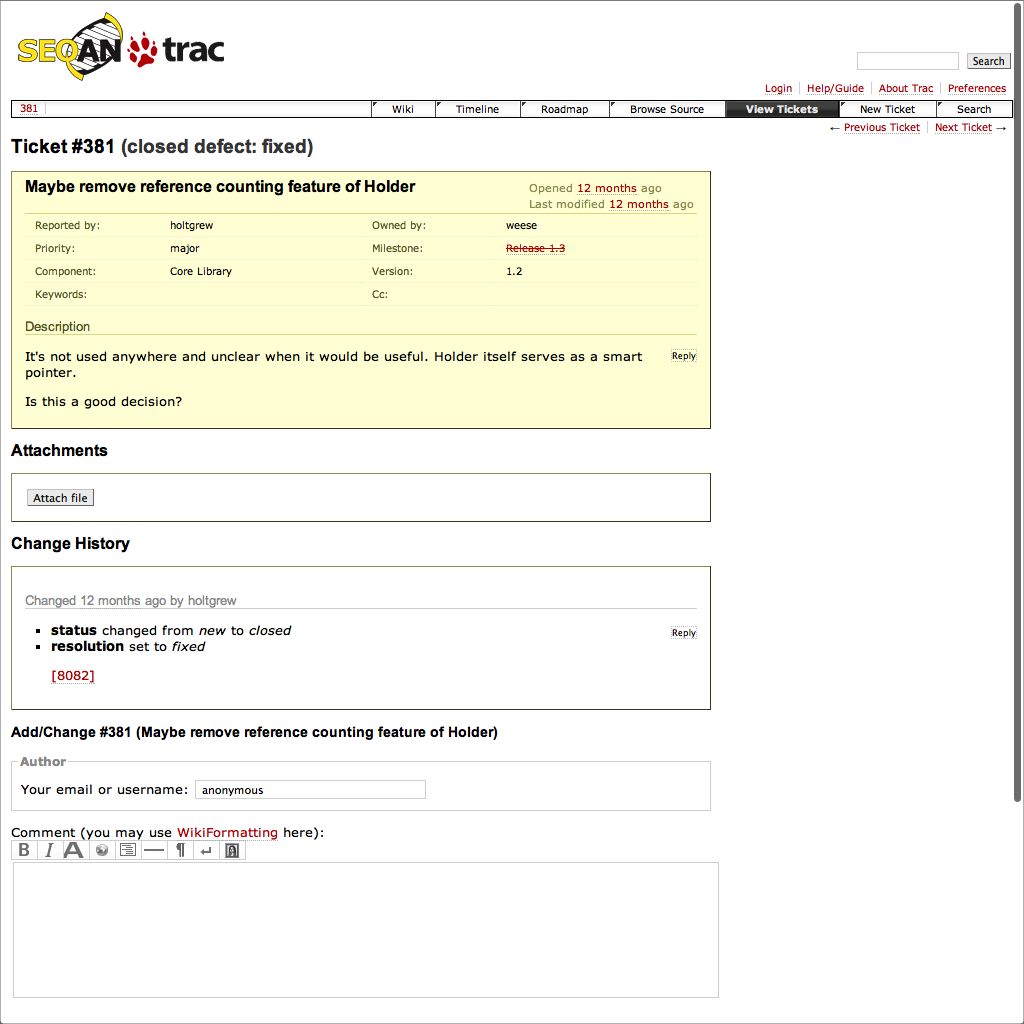 SEQAN trac
Search
Login Help/Guide About Trac Preferences
381 Wiki Timeline Roadmap Browse Source View Tickets New Ticket Search
← Previous Ticket Next Ticket →
Ticket #381 (closed defect: fixed)
Maybe remove reference counting feature of Holder
Opened 12 months ago
Last modified 12 months ago
Reported by: holtgrew Owned by: weese
Priority: major Milestone: Release 1.3
Component: Core Library Version: 1.2
Keywords: Cc:
Description
It's not used anywhere and unclear when it would be useful. Holder itself serves as a smart Reply
pointer.
Is this a good decision?
Attachments
Attach file
Change History
Changed 12 months ago by holtgrew
▪ status changed from new to closed Reply
▪ resolution set to fixed
[8082]
Add/Change #381 (Maybe remove reference counting feature of Holder)
Author
Your email or username: anonymous
Comment (you may use WikiFormatting here):
B I A ¶ ↵